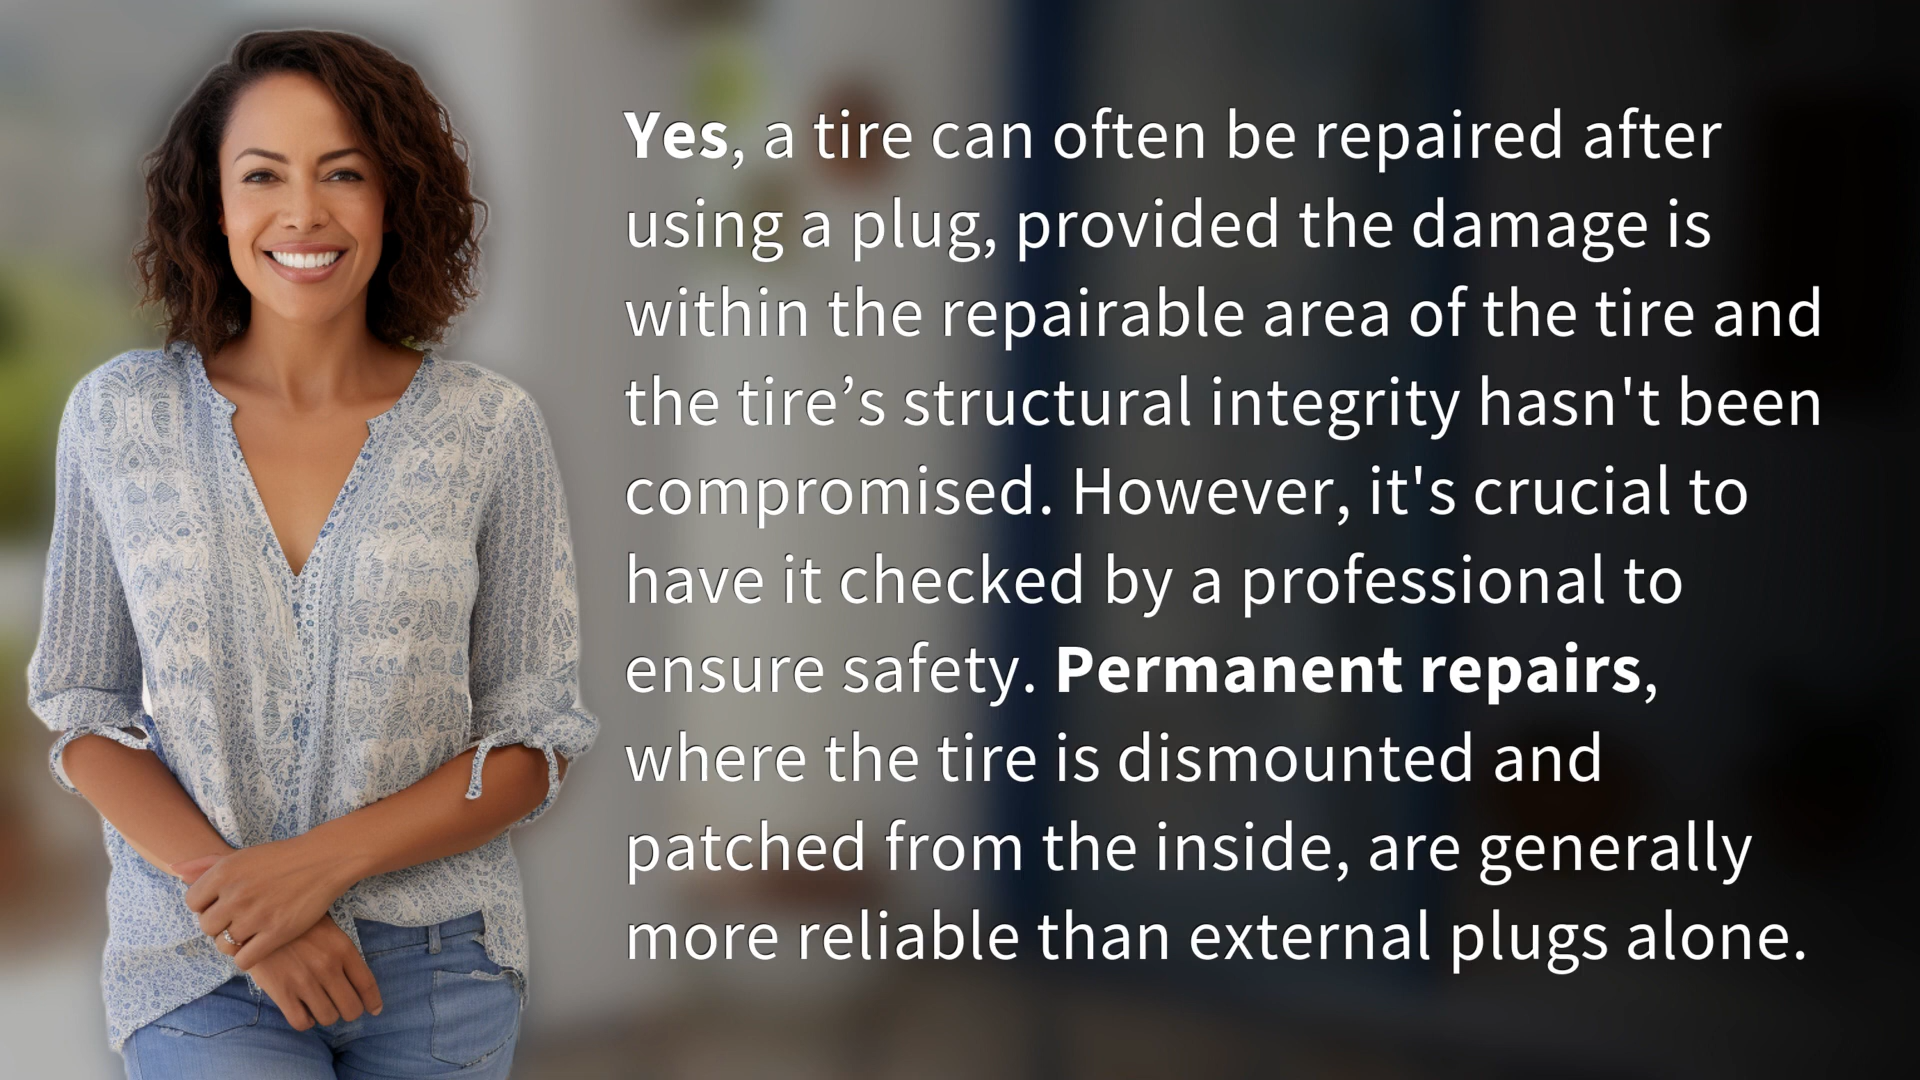 Yes, a tire can often be repaired after
using a plug, provided the damage is
within the repairable area of the tire and
the tire’s structural integrity hasn't been
compromised. However, it's crucial to
have it checked by a professional to
ensure safety. Permanent repairs,
where the tire is dismounted and
patched from the inside, are generally
more reliable than external plugs alone.